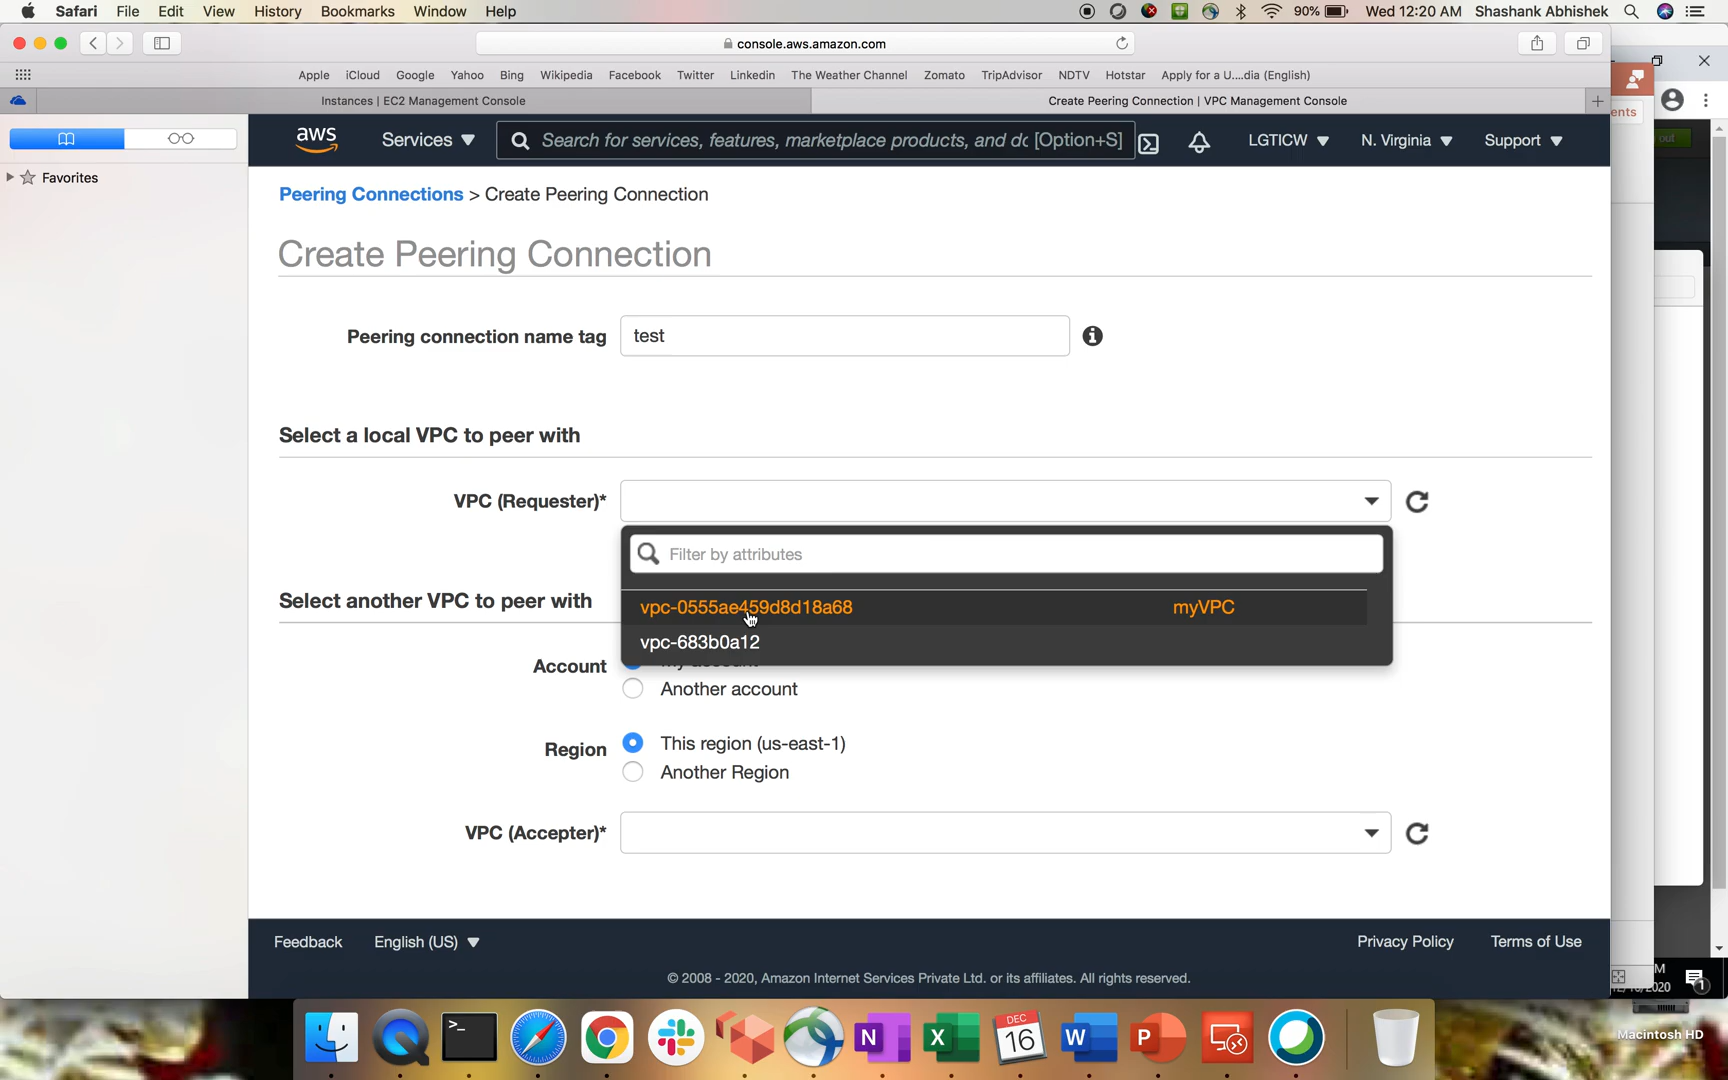 Safari File Edit View History Bookmarks Window Help 90% Wed 12:20 AM Shashank Abhishek
console.aws.amazon.com
Apple iCloud Google Yahoo Bing Wikipedia Facebook Twitter Linkedin The Weather Channel Zomato TripAdvisor NDTV Hotstar Apply for a U....dia (English)
Instances | EC2 Management Console Create Peering Connection | VPC Management Console
ents
out
aws Services Search for services, features, marketplace products, and dc [Option+S] LGTICW N. Virginia Support
Favorites
Peering Connections > Create Peering Connection
Create Peering Connection
Peering connection name tag test
Select a local VPC to peer with
VPC (Requester)*
Filter by attributes
vpc-0555ae459d8d18a68 myVPC
vpc-683b0a12
Select another VPC to peer with
Account
Another account
Region This region (us-east-1)
Another Region
VPC (Accepter)*
Feedback English (US) Privacy Policy Terms of Use
© 2008 - 2020, Amazon Internet Services Private Ltd. or its affiliates. All rights reserved.
M
/2020 1
Macintosh HD
N X DEC 16 W P